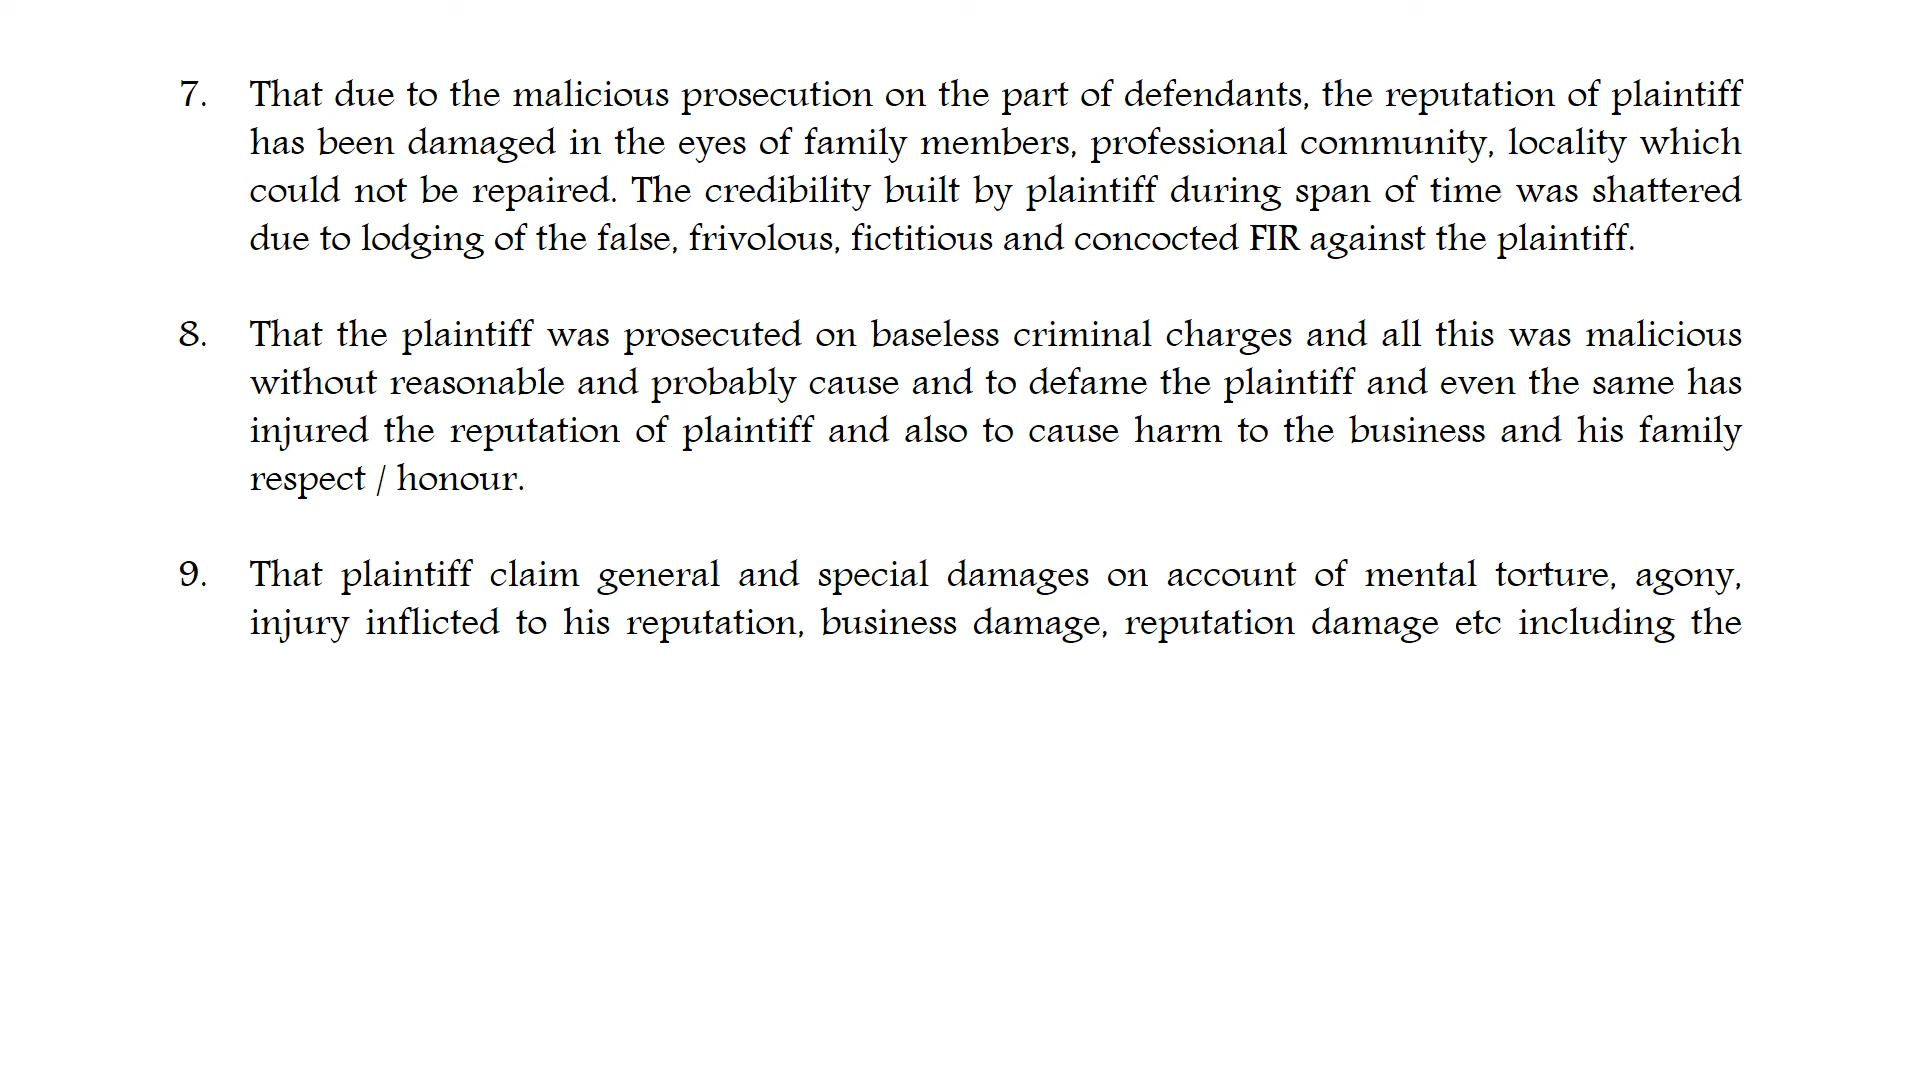 7. That due to the malicious prosecution on the part of defendants, the reputation of plaintiff
has been damaged in the eyes of family members, professional community, locality which
could not be repaired. The credibility built by plaintiff during span of time was shattered
due to lodging of the false, frivolous, fictitious and concocted FIR against the plaintiff.
8. That the plaintiff was prosecuted on baseless criminal charges and all this was malicious
without reasonable and probably cause and to defame the plaintiff and even the same has
injured the reputation of plaintiff and also to cause harm to the business and his family
respect / honour.
9. That plaintiff claim general and special damages on account of mental torture, agony,
injury inflicted to his reputation, business damage, reputation damage etc including the